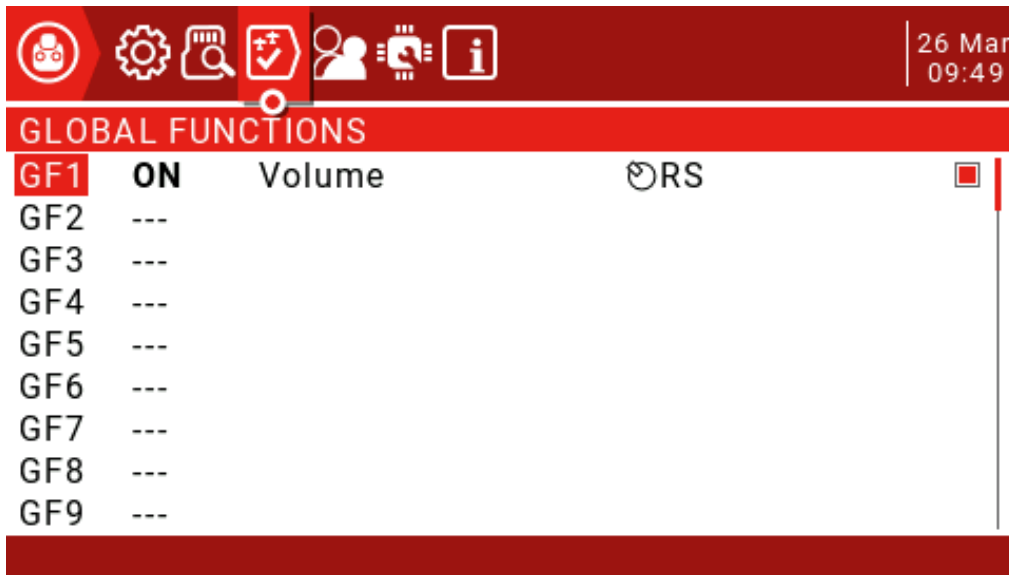 26 Mar
09:49
GLOBAL FUNCTIONS
GF1 ON Volume RS
GF2 ---
GF3 ---
GF4 ---
GF5 ---
GF6 ---
GF7 ---
GF8 ---
GF9 ---